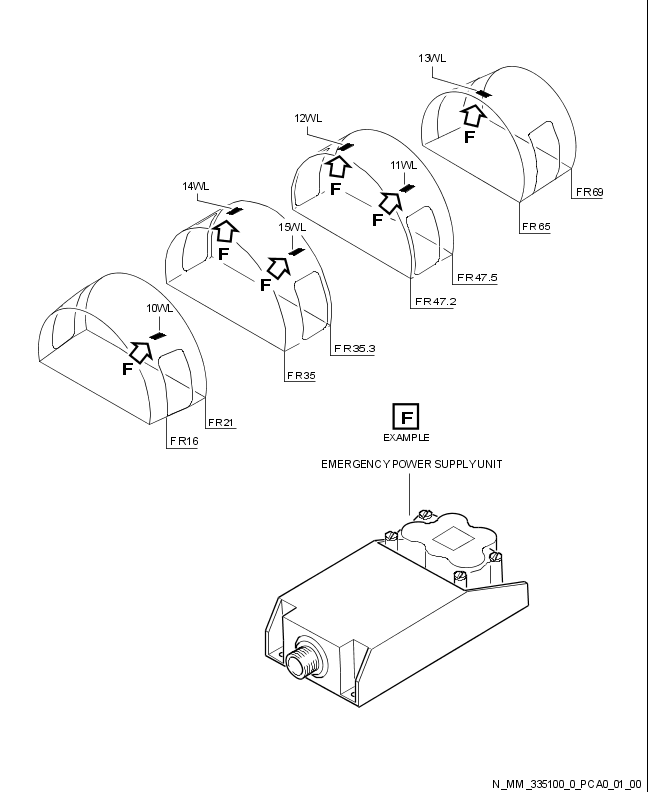 13WL
12WL
11WL
14WL
15WL
10WL
F
F
F
F
F
F
FR69
FR65
FR47.5
FR47.2
FR35.3
FR35
FR21
FR16
F
EXAMPLE
EMERGENCY POWER SUPPLY UNIT
N_MM_335100_0_PCA0_01_00